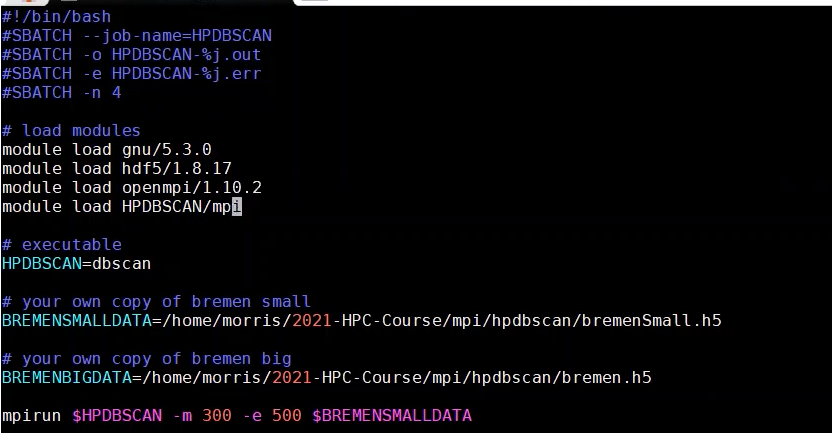 #!/bin/bash
#SBATCH --job-name=HPDBSCAN
#SBATCH -o HPDBSCAN-%j.out
#SBATCH -e HPDBSCAN-%j.err
#SBATCH -n 4
# load modules
module load gnu/5.3.0
module load hdf5/1.8.17
module load openmpi/1.10.2
module load HPDBSCAN/mpi
# executable
HPDBSCAN=dbscan
# your own copy of bremen small
BREMENSMALLDATA=/home/morris/2021-HPC-Course/mpi/hpdbscan/bremenSmall.h5
# your own copy of bremen big
BREMENBIGDATA=/home/morris/2021-HPC-Course/mpi/hpdbscan/bremen.h5
mpirun $HPDBSCAN -m 300 -e 500 $BREMENSMALLDATA